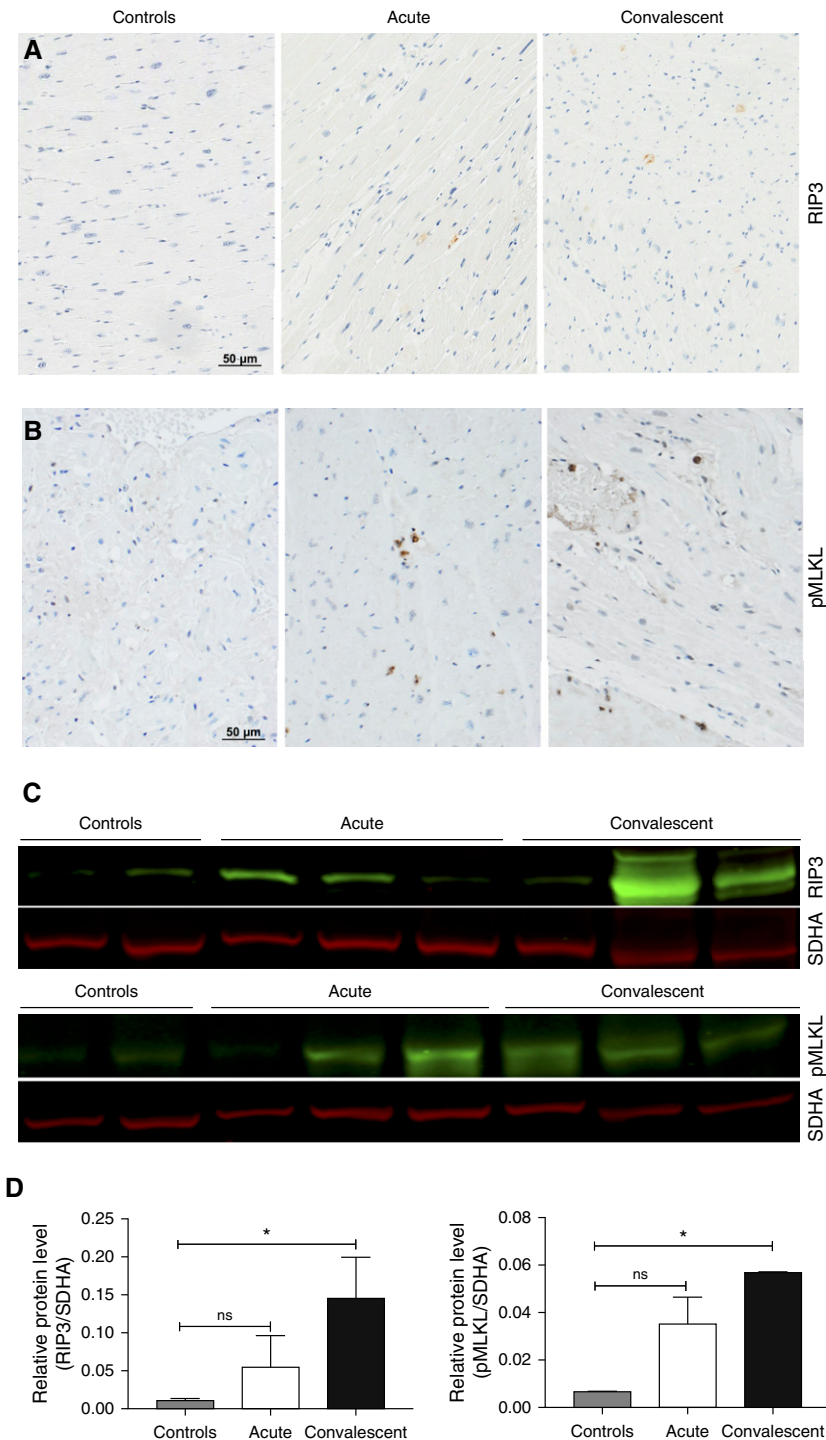 Controls Acute Convalescent
A
RIP3
50 µm
B
pMLKL
50 µm
C
Controls Acute Convalescent
RIP3
SDHA
Controls Acute Convalescent
pMLKL
SDHA
D
Relative protein level
(RIP3/SDHA)
0.25
0.20
0.15
0.10
0.05
0.00
*
ns
Controls Acute Convalescent
Relative protein level
(pMLKL/SDHA)
0.08
0.06
0.04
0.02
0.00
*
ns
Controls Acute Convalescent